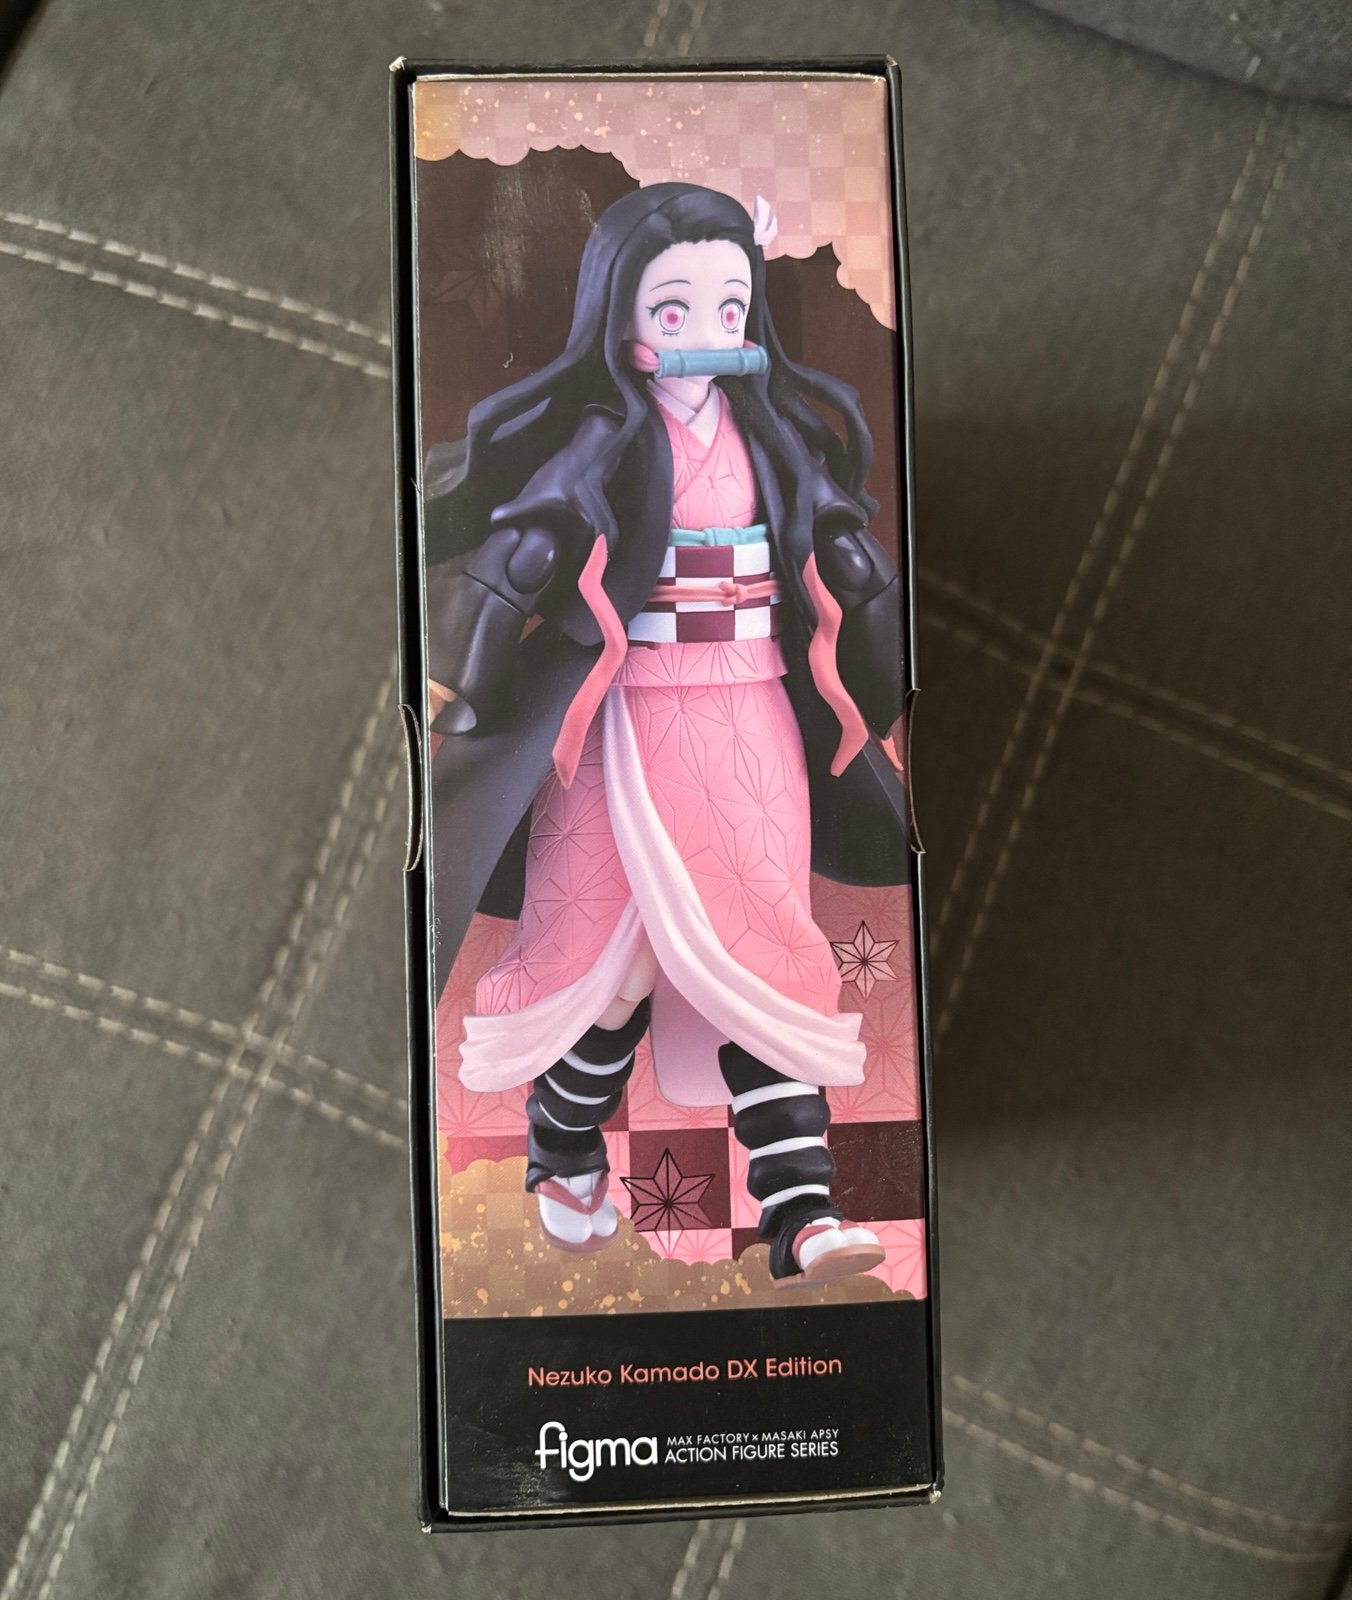 Nezuko Kamado DX Edition
figma MAX FACTORY×MASAKI APSY
ACTION FIGURE SERIES